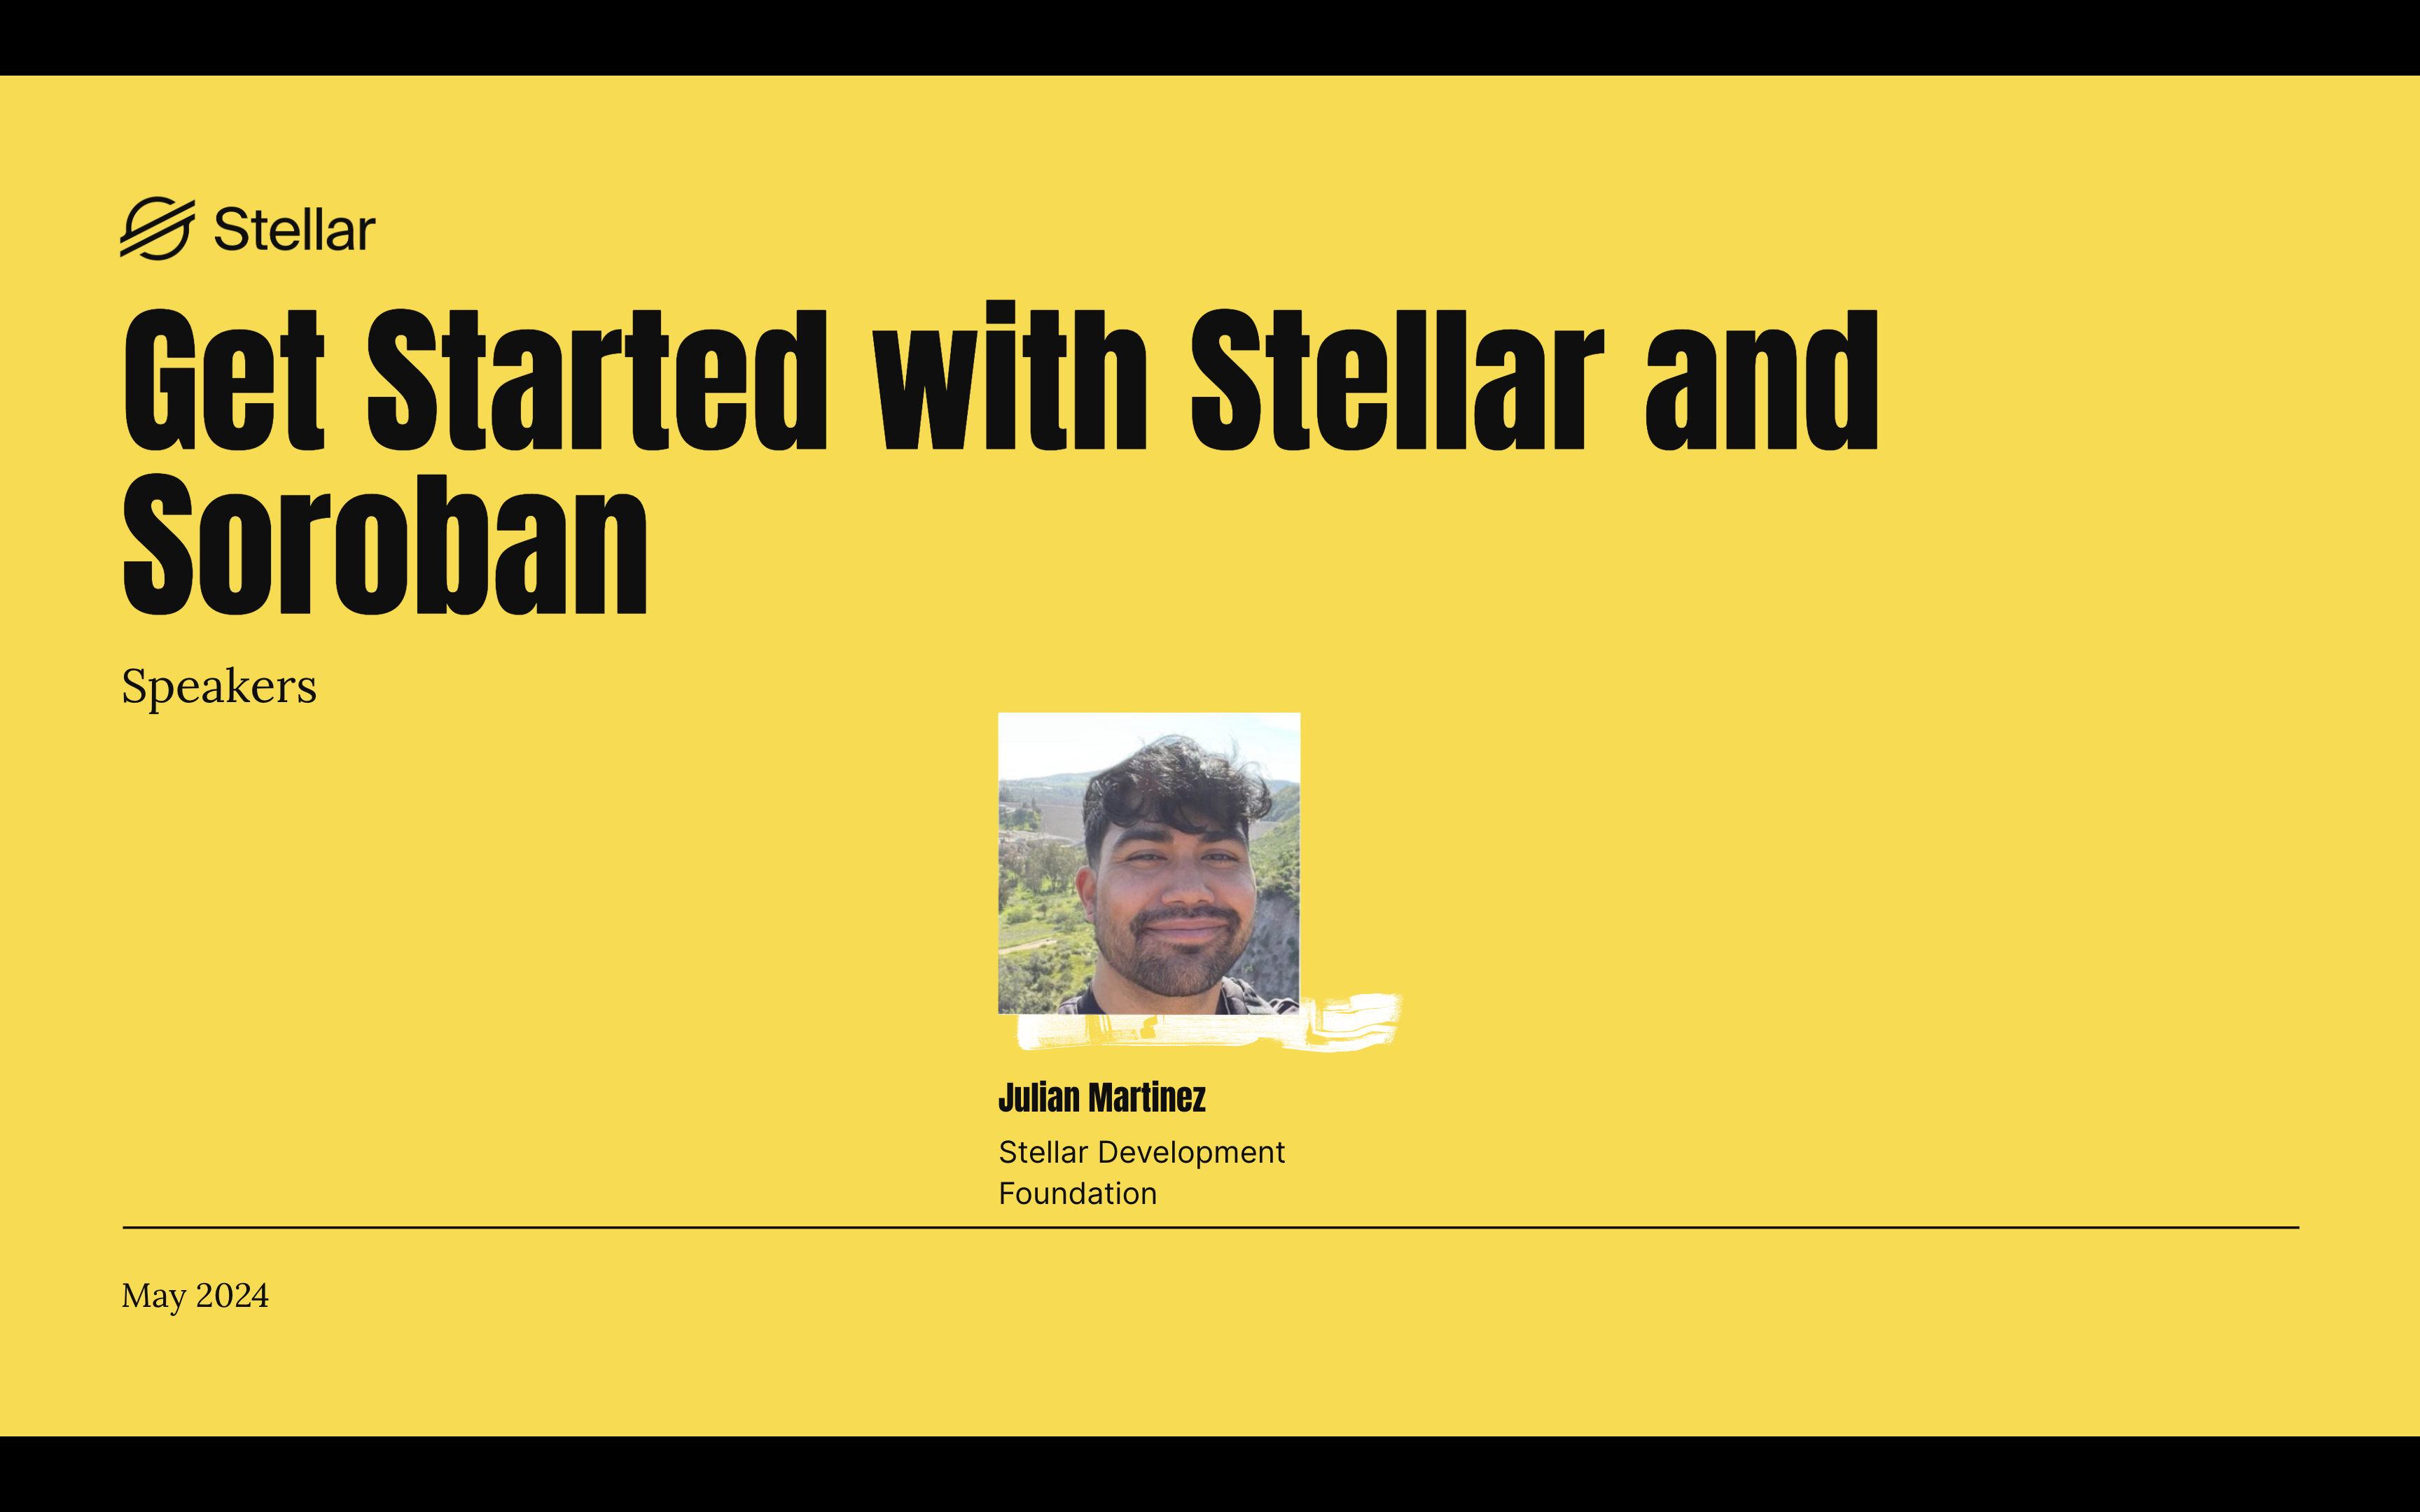 Stellar
Get Started with Stellar and
Soroban
Speakers
Julian Martinez
Stellar Development
Foundation
May 2024